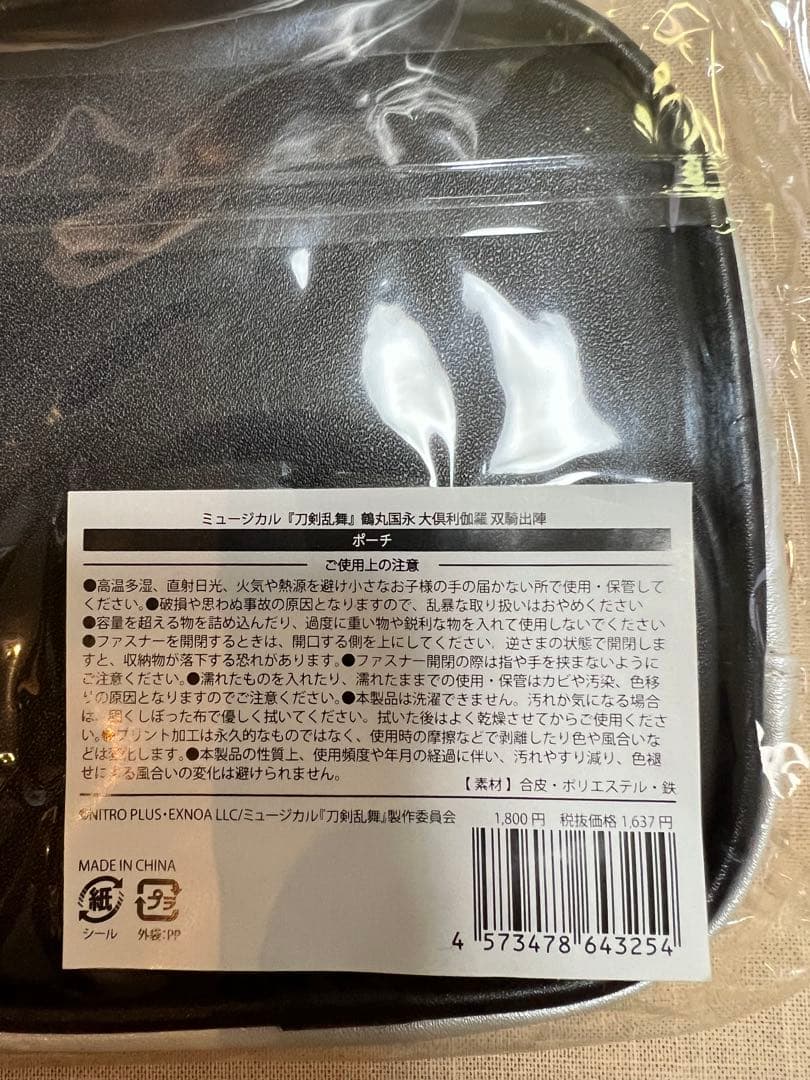 ミュージカル『刀剣乱舞』 鶴丸国永 大倶利伽羅 双騎出陣
ポーチ
ご使用上の注意
●高温多湿、直射日光、火気や熱源を避け小さなお子様の手の届かない所で使用・保管して
ください。●破損や思わぬ事故の原因となりますので、乱暴な取り扱いはおやめください
●容量を超える物を詰め込んだり、過度に重い物や鋭利な物を入れて使用しないでください
●ファスナーを開閉するときは、開口する側を上にしてください。逆さまの状態で開閉しま
すと、収納物が落下する恐れがあります。●ファスナー開閉の際は指や手を挟まないように
ご注意ください。●濡れたものを入れたり、濡れたままでの使用・保管はカビや汚染、色移
りの原因となりますのでご注意ください。●本製品は洗濯できません。汚れが気になる場合
は、固くしぼった布で優しく拭いてください。拭いた後はよく乾燥させてからご使用くださ
い。●プリント加工は永久的なものではなく、使用時の摩擦などで剥離したり色や風合いな
どは変化します。●本製品の性質上、使用頻度や年月の経過に伴い、汚れやすり減り、色褪
せによる風合いの変化は避けられません。
【素材】合皮・ポリエステル・鉄
©NITRO PLUS・EXNOA LLC/ミュージカル『刀剣乱舞』製作委員会 1,800円 税抜価格 1,637円
MADE IN CHINA
紙 プラ
シール 外袋:PP
4 573478 643254